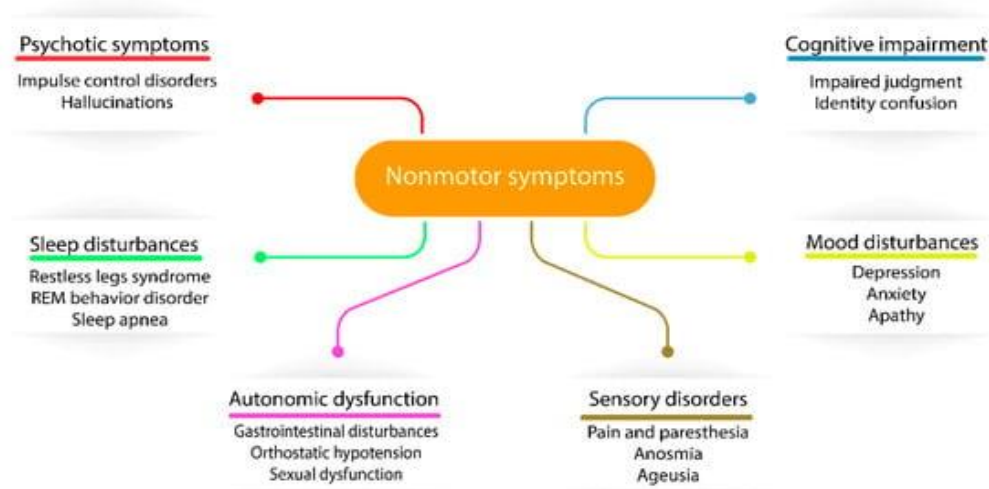 Psychotic symptoms
Impulse control disorders
Hallucinations
Cognitive impairment
Impaired judgment
Identity confusion
Nonmotor symptoms
Sleep disturbances
Restless legs syndrome
REM behavior disorder
Sleep apnea
Mood disturbances
Depression
Anxiety
Apathy
Autonomic dysfunction
Gastrointestinal disturbances
Orthostatic hypotension
Sexual dysfunction
Sensory disorders
Pain and paresthesia
Anosmia
Ageusia